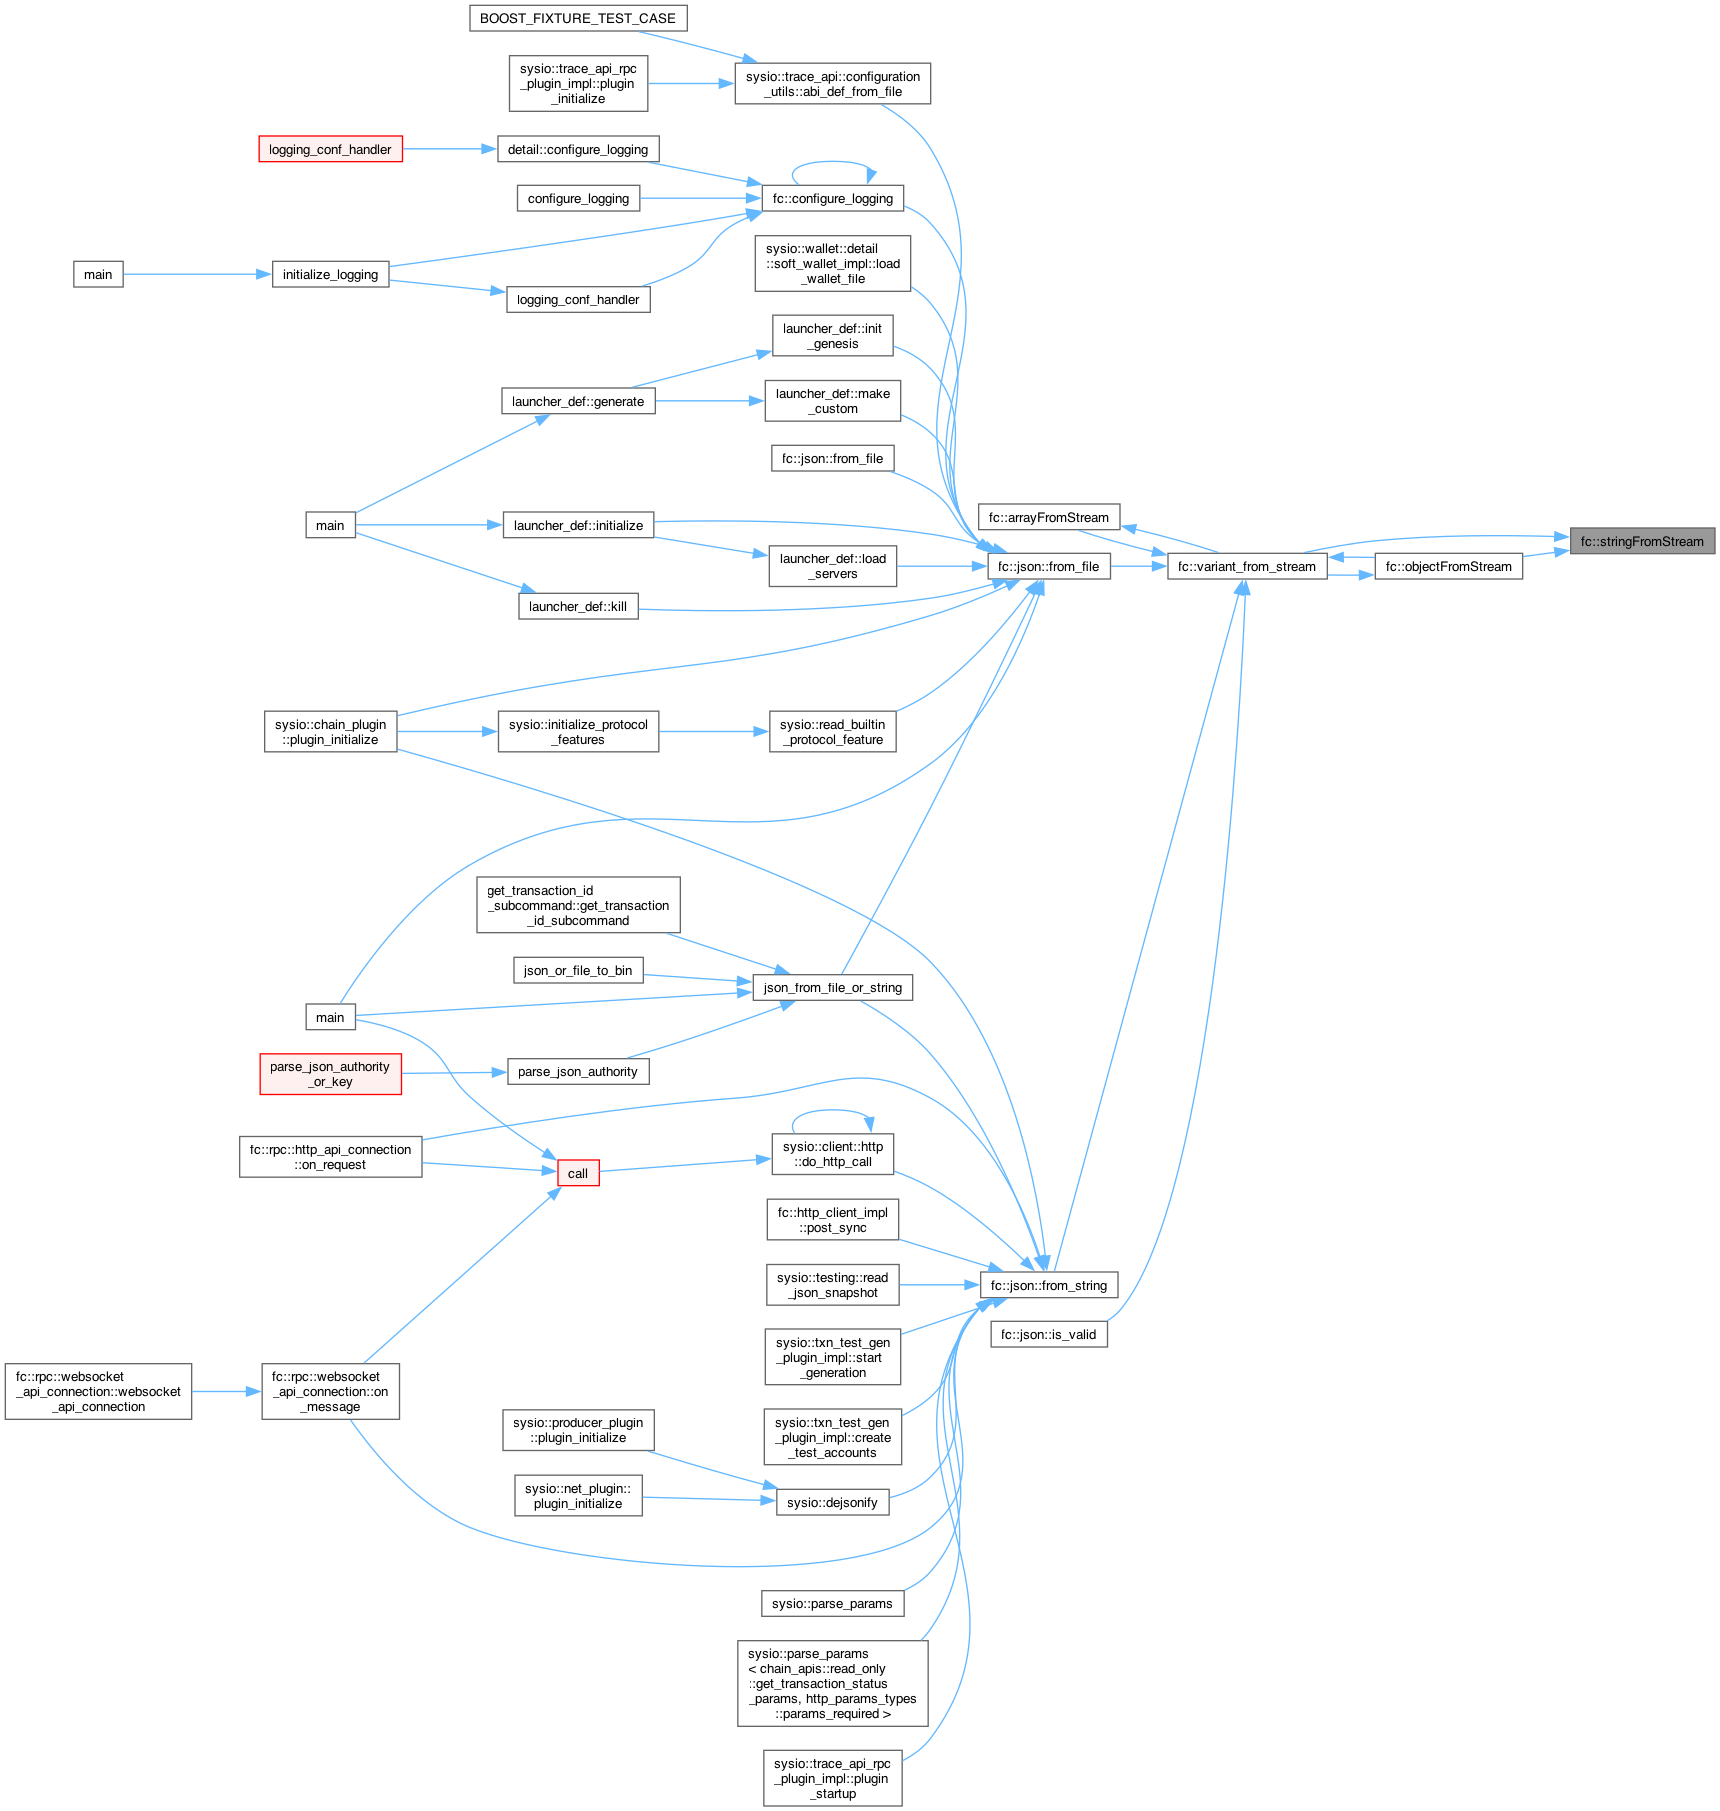 BOOST_FIXTURE_TEST_CASE
sysio::trace_api_rpc
_plugin_impl::plugin
_initialize
sysio::trace_api::configuration
_utils::abi_def_from_file
logging_conf_handler
detail::configure_logging
configure_logging
fc::configure_logging
main
initialize_logging
logging_conf_handler
sysio::wallet::detail
::soft_wallet_impl::load
_wallet_file
launcher_def::init
_genesis
launcher_def::generate
launcher_def::make
_custom
fc::json::from_file
main
launcher_def::initialize
launcher_def::load
_servers
launcher_def::kill
fc::arrayFromStream
fc::json::from_file
fc::variant_from_stream
fc::objectFromStream
fc::stringFromStream
sysio::chain_plugin
::plugin_initialize
sysio::initialize_protocol
_features
sysio::read_builtin
_protocol_feature
get_transaction_id
_subcommand::get_transaction
_id_subcommand
json_or_file_to_bin
json_from_file_or_string
main
parse_json_authority
_or_key
parse_json_authority
fc::rpc::http_api_connection
::on_request
call
sysio::client::http
::do_http_call
fc::http_client_impl
::post_sync
sysio::testing::read
_json_snapshot
fc::json::from_string
fc::json::is_valid
sysio::txn_test_gen
_plugin_impl::start
_generation
fc::rpc::websocket
_api_connection::websocket
_api_connection
fc::rpc::websocket
_api_connection::on
_message
sysio::txn_test_gen
_plugin_impl::create
_test_accounts
sysio::producer_plugin
::plugin_initialize
sysio::net_plugin::
plugin_initialize
sysio::dejsonify
sysio::parse_params
sysio::parse_params
< chain_apis::read_only
::get_transaction_status
_params, http_params_types
::params_required >
sysio::trace_api_rpc
_plugin_impl::plugin
_startup